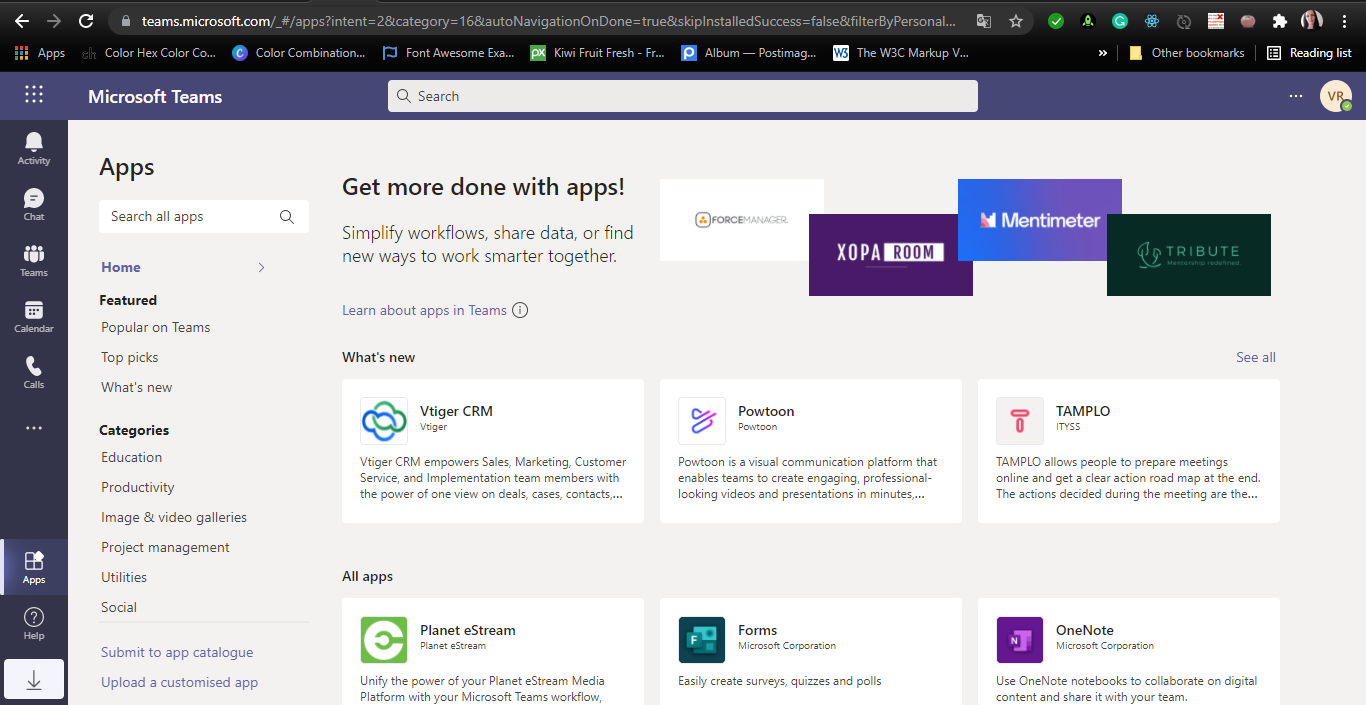 teams.microsoft.com/_#/apps?intent=2&category=16&autoNavigationOnDone=true&skipInstalledSuccess=false&filterByPersonal...
Apps
Color Hex Color Co...
Color Combination...
Font Awesome Exa...
Kiwi Fruit Fresh - Fr...
Album — Postimag...
The W3C Markup V...
»
Other bookmarks
Reading list
Microsoft Teams
Search
VR
Activity
Chat
Teams
Calendar
Calls
Apps
Help
Apps
Search all apps
Home
Featured
Popular on Teams
Top picks
What's new
Categories
Education
Productivity
Image & video galleries
Project management
Utilities
Social
Submit to app catalogue
Upload a customised app
Get more done with apps!
Simplify workflows, share data, or find
new ways to work smarter together.
Learn about apps in Teams
FORCEMANAGER
XOPA ROOM
Mentimeter
TRIBUTE
Mentorship redefined.
What's new
See all
Vtiger CRM
Vtiger
Vtiger CRM empowers Sales, Marketing, Customer
Service, and Implementation team members with
the power of one view on deals, cases, contacts,...
Powtoon
Powtoon
Powtoon is a visual communication platform that
enables teams to create engaging, professional-
looking videos and presentations in minutes,...
TAMPLO
ITYSS
TAMPLO allows people to prepare meetings
online and get a clear action road map at the end.
The actions decided during the meeting are the...
All apps
Planet eStream
Planet eStream
Unify the power of your Planet eStream Media
Platform with your Microsoft Teams workflow,
Forms
Microsoft Corporation
Easily create surveys, quizzes and polls
OneNote
Microsoft Corporation
Use OneNote notebooks to collaborate on digital
content and share it with your team.